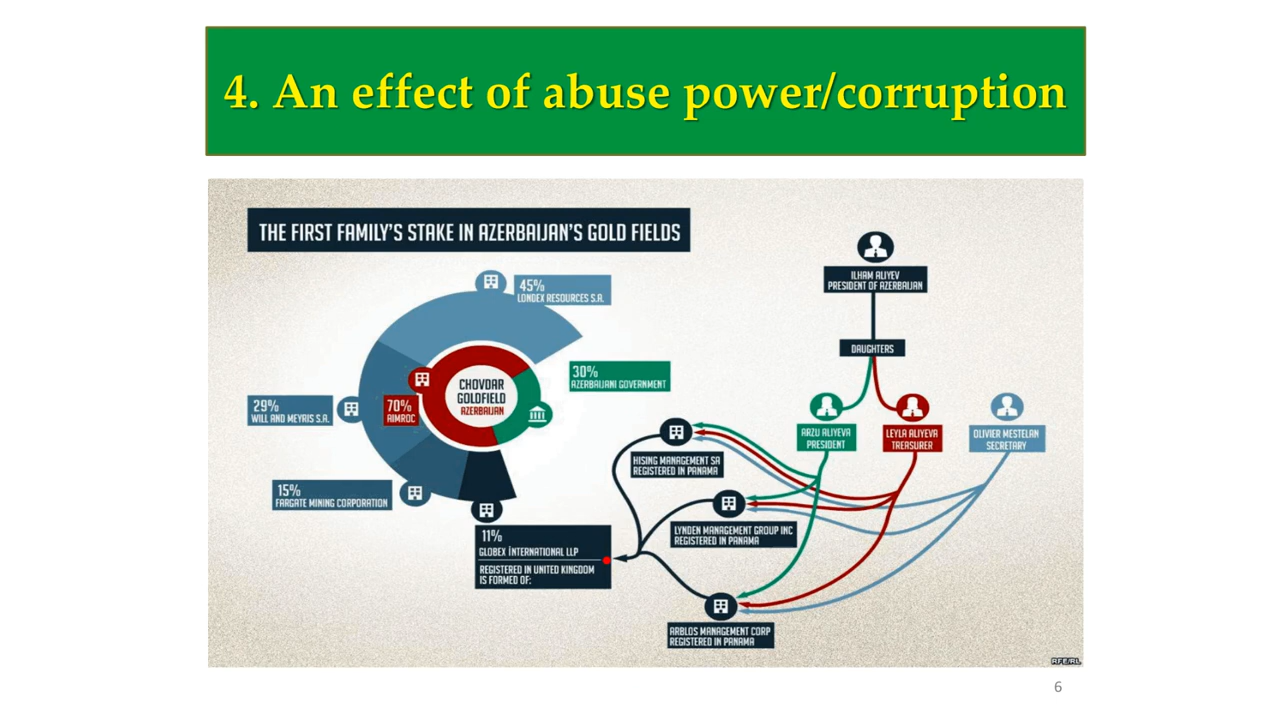 4. An effect of abuse power/corruption
THE FIRST FAMILY'S STAKE IN AZERBAIJAN'S GOLD FIELDS
45%
LONDEX RESOURCES S.A.
30%
AZERBAIJANI GOVERNMENT
CHOVDAR
GOLDFIELD
AZERBAIJAN
70%
AIMROC
29%
WILL AND MEYRIS S.A.
15%
FARGATE MINING CORPORATION
11%
GLOBEX INTERNATIONAL LLP
REGISTERED IN UNITED KINGDOM
IS FORMED OF:
ILHAM ALIYEV
PRESIDENT OF AZERBAIJAN
DAUGHTERS
ARZU ALIYEVA
PRESIDENT
LEYLA ALIYEVA
TREASURER
OLIVIER MESTELAN
SECRETARY
HISING MANAGEMENT SA
REGISTERED IN PANAMA
LYNDEN MANAGEMENT GROUP INC
REGISTERED IN PANAMA
ARBLOS MANAGEMENT CORP
REGISTERED IN PANAMA
RFE/RL
6